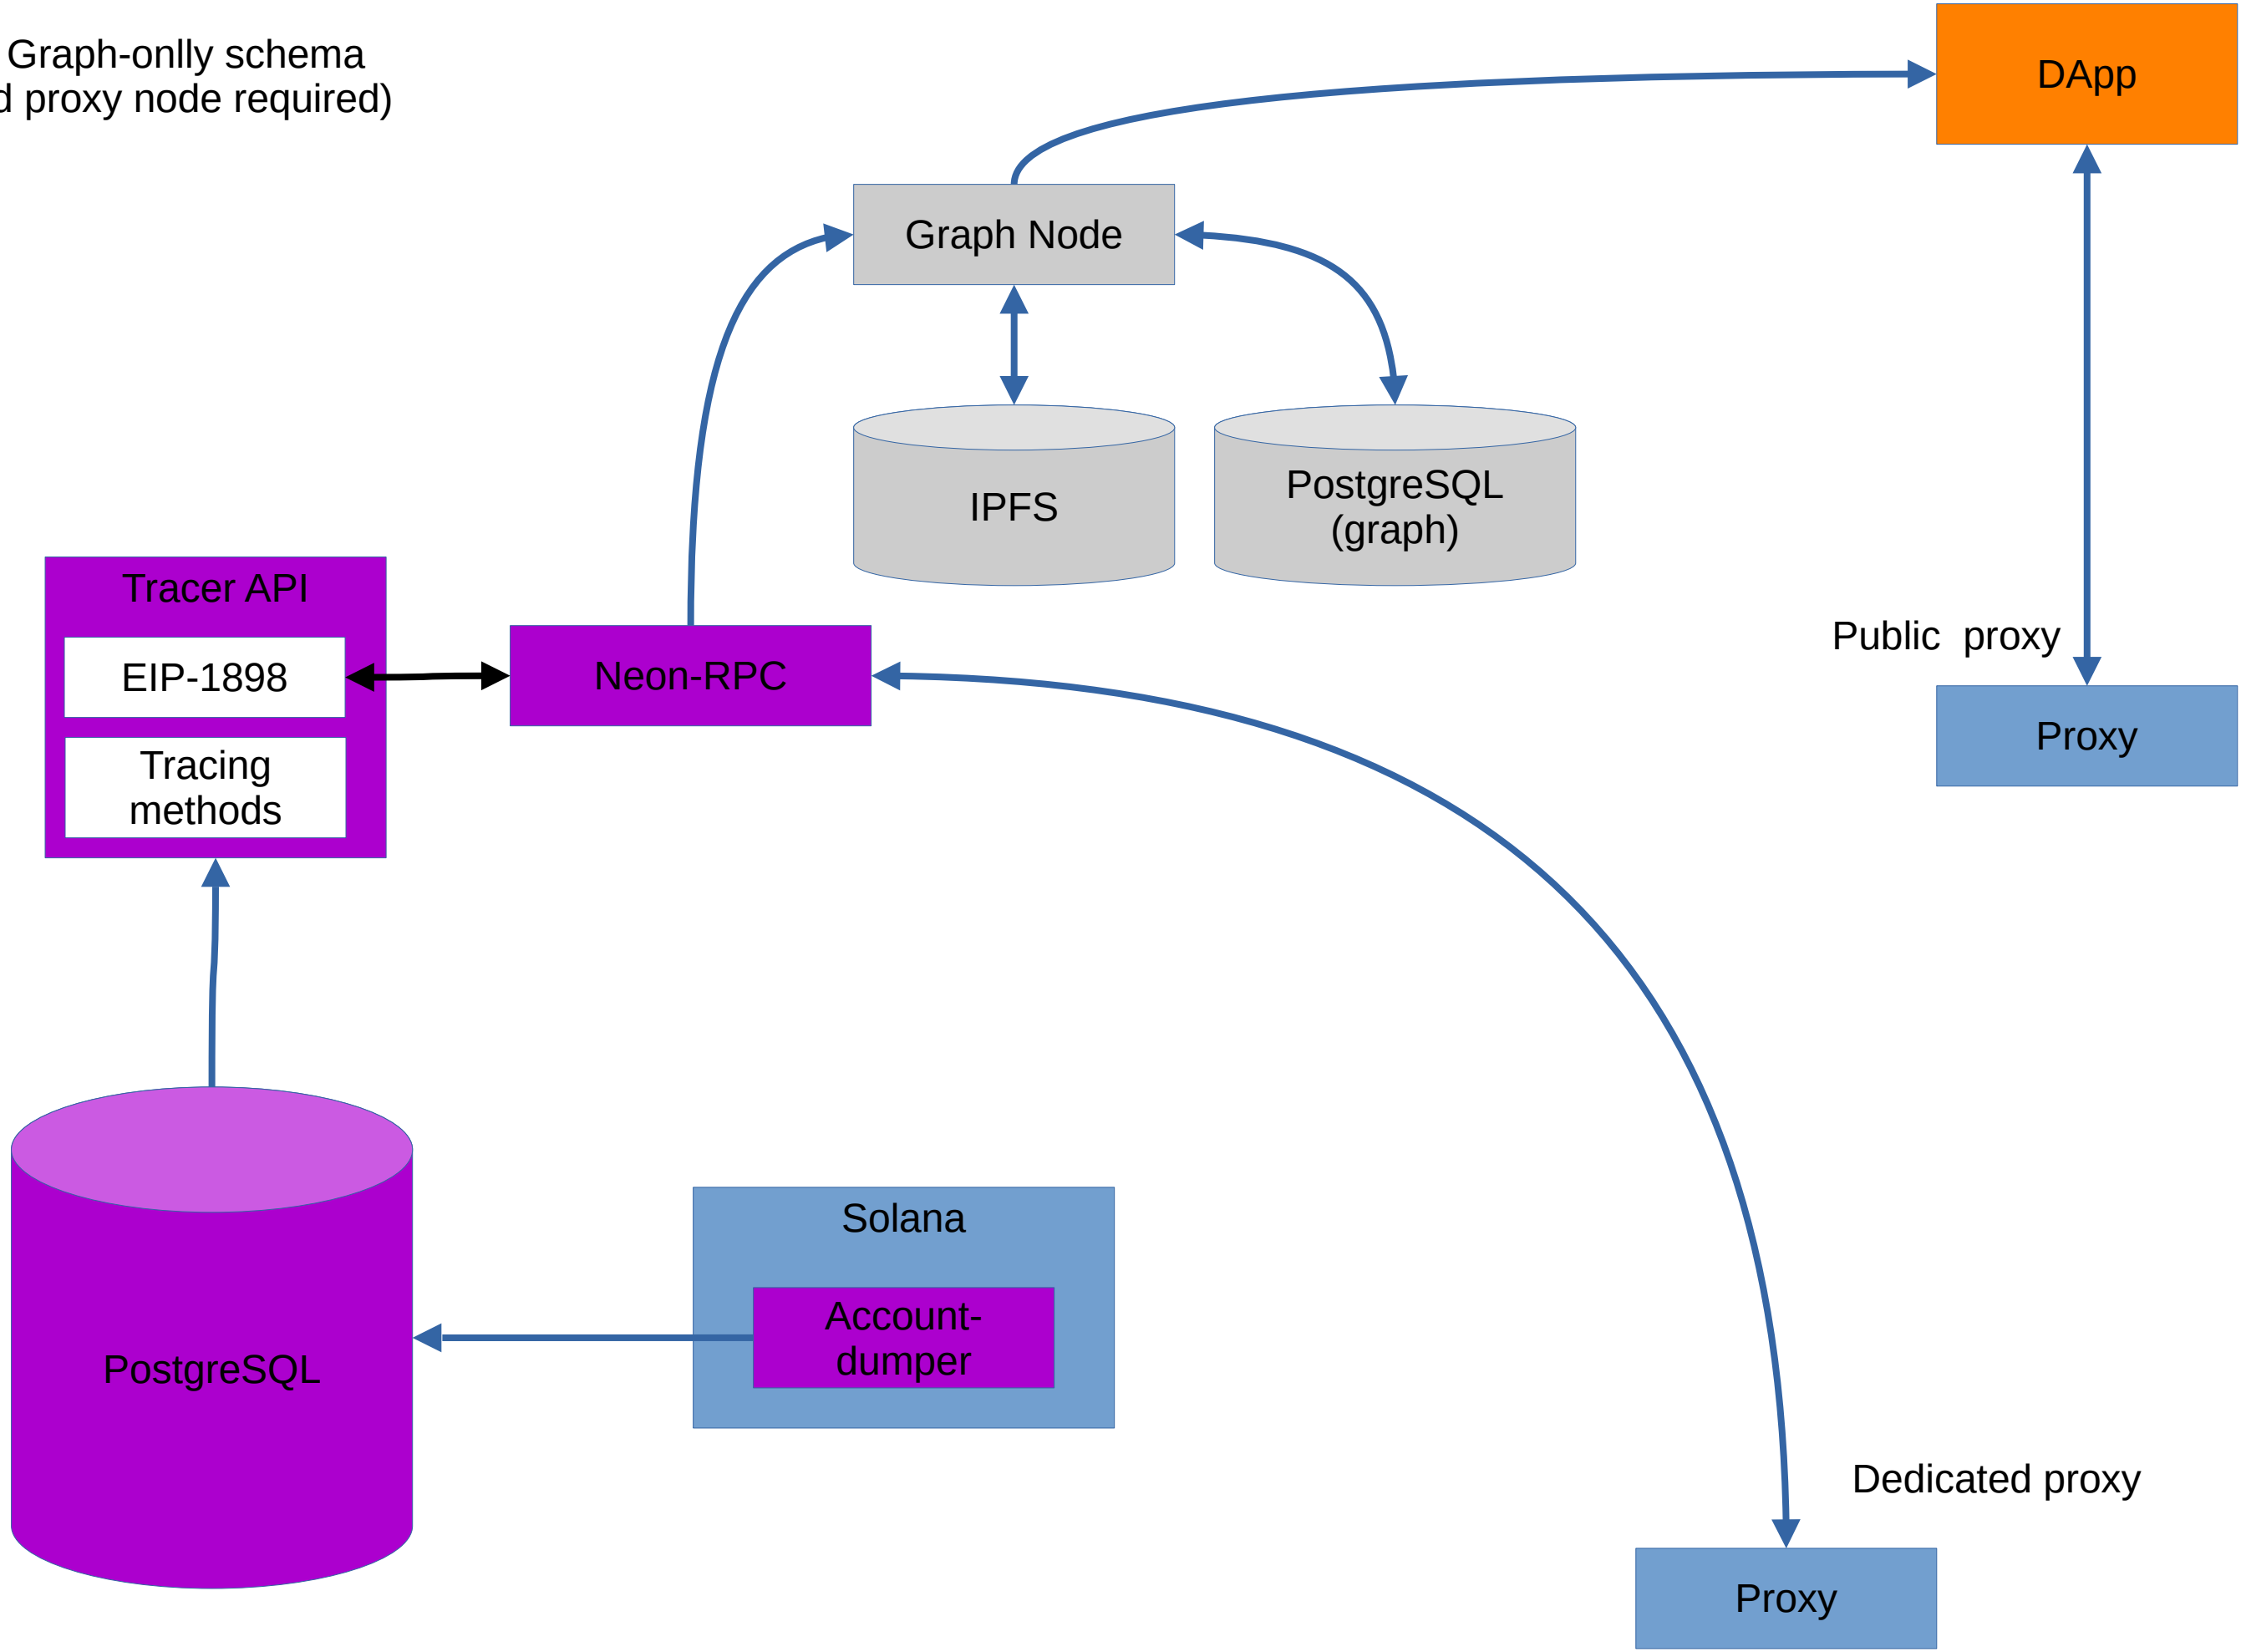 Graph-onlly schema
d proxy node required)
DApp
Graph Node
IPFS
PostgreSQL
(graph)
Tracer API
EIP-1898
Tracing
methods
Neon-RPC
Public  proxy
Proxy
PostgreSQL
Solana
Account-
dumper
Dedicated proxy
Proxy